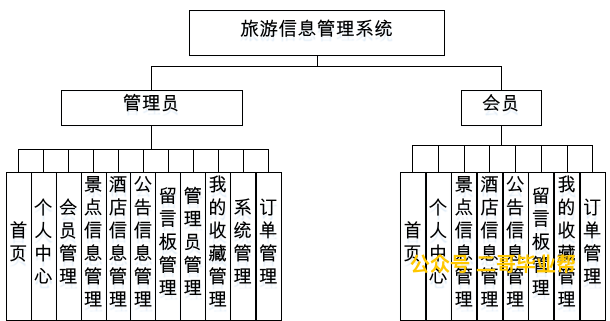 旅游信息管理系统
管理员
会员
首页
个人中心
会员管理
景点信息管理
酒店信息管理
公告信息管理
留言板管理
管理员管理
我的收藏管理
系统管理
订单管理
首页
个人中心
景点信息管理
酒店信息管理
公告信息管理
留言板管理
我的收藏管理
订单管理
公众号 二哥毕业帮